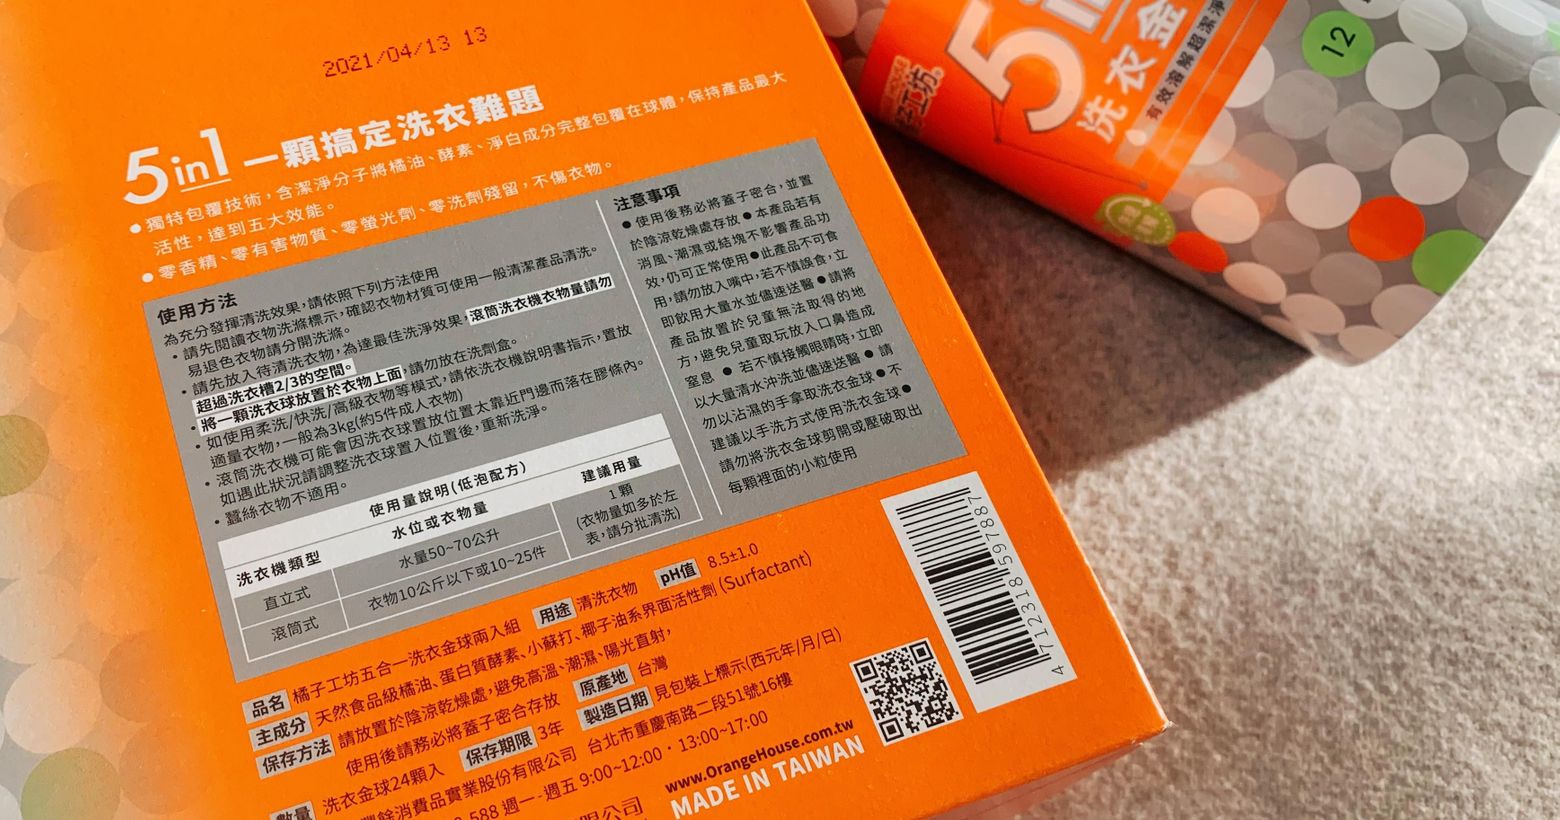 2021/04/13 13
5in1 一顆搞定洗衣難題
●獨特包覆技術，含潔淨分子將橘油、酵素、淨白成分完整包覆在球體，保持產品最大
活性，達到五大效能。
●零香精、零有害物質、零螢光劑、零洗劑殘留，不傷衣物。
使用方法
為充分發揮清洗效果，請依照下列方法使用
・請先閱讀衣物洗滌標示，確認衣物材質可使用一般清潔產品清洗。
易退色衣物請分開洗滌。
・請先放入待清洗衣物，為達最佳洗淨效果，滾筒洗衣機衣物量請勿
超過洗衣槽2/3的空間。
・將一顆洗衣球放置於衣物上面，請勿放在洗劑盒。
・如使用柔洗/快洗/高級衣物等模式，請依洗衣機說明書指示，置放
適量衣物，一般為3kg(約5件成人衣物)
・滾筒洗衣機可能會因洗衣球置放位置太靠近門邊而落在膠條內。
如遇此狀況請調整洗衣球置入位置後，重新洗淨。
・蠶絲衣物不適用。
使用量說明(低泡配方)
洗衣機類型 水位或衣物量 建議用量
直立式 水量50~70公升
滾筒式 衣物10公斤以下或10~25件
1顆
(衣物量如多於左
表，請分批清洗)
注意事項
●使用後務必將蓋子密合，並置
於陰涼乾燥處存放●本產品若有
消風、潮濕或結塊不影響產品功
效，仍可正常使用●此產品不可食
用，請勿放入嘴中，若不慎誤食，立
即飲用大量水並儘速送醫●請將
產品放置於兒童無法取得的地
方，避免兒童取玩放入口鼻造成
窒息●若不慎接觸眼睛時，立即
以大量清水沖洗並儘速送醫●請
勿以沾濕的手拿取洗衣金球●不
建議以手洗方式使用洗衣金球●
請勿將洗衣金球剪開或壓破取出
每顆裡面的小粒使用
品名 橘子工坊五合一洗衣金球兩入組 用途 清洗衣物 pH值 8.5±1.0
主成分 天然食品級橘油、蛋白質酵素、小蘇打、椰子油系界面活性劑(Surfactant)
保存方法 請放置於陰涼乾燥處，避免高溫、潮濕、陽光直射，
使用後請務必將蓋子密合存放 原產地 台灣
保存期限 3年 製造日期 見包裝上標示(西元年/月/日)
數量 洗衣金球24顆入
餘消費品實業股份有限公司 台北市重慶南路二段51號16樓
588 週一-週五 9:00~12:00・13:00~17:00
限公司
www.OrangeHouse.com.tw
MADE IN TAIWAN
4712318597887
5in
洗衣金
有效溶解超潔淨
工坊
12